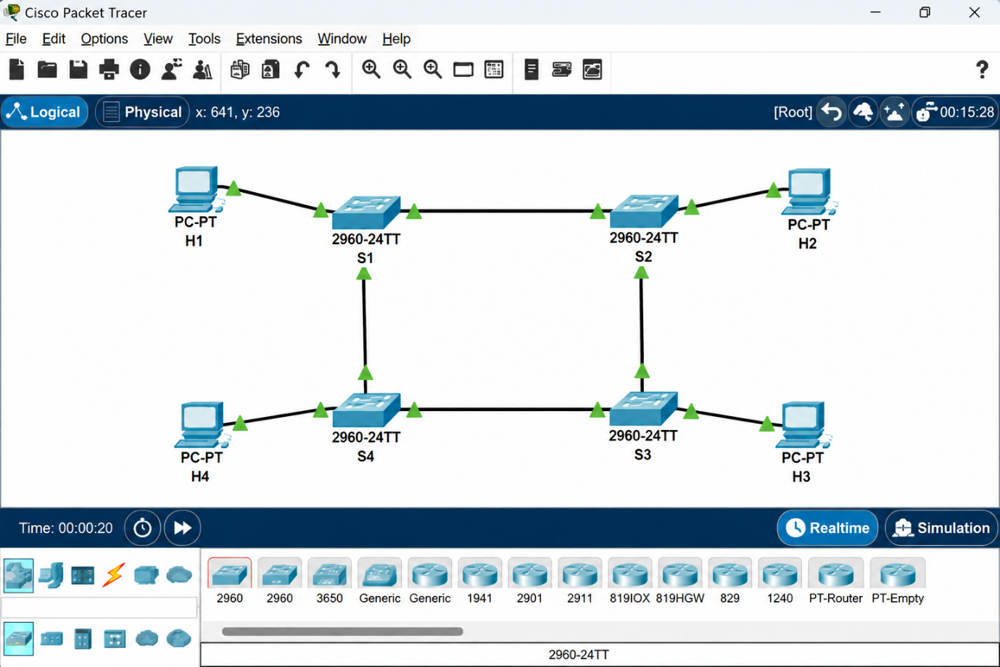 Cisco Packet Tracer
File Edit Options View Tools Extensions Window Help
?
Logical Physical x: 641, y: 236 [Root] 00:15:28
PC-PT
H1
2960-24TT
S1
2960-24TT
S2
PC-PT
H2
PC-PT
H4
2960-24TT
S4
2960-24TT
S3
PC-PT
H3
Time: 00:00:20 Realtime Simulation
2960 2960 3650 Generic Generic 1941 2901 2911 819IOX 819HGW 829 1240 PT-Router PT-Empty
2960-24TT